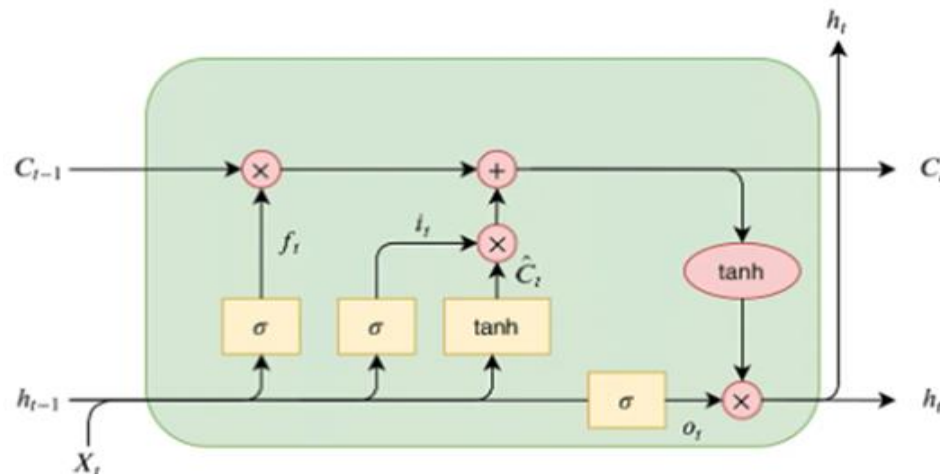 h_t
C_{t-1} × + C_t
f_t i_t ×
Ĉ_t tanh
σ σ tanh
h_{t-1} σ × h_t
o_t
X_t